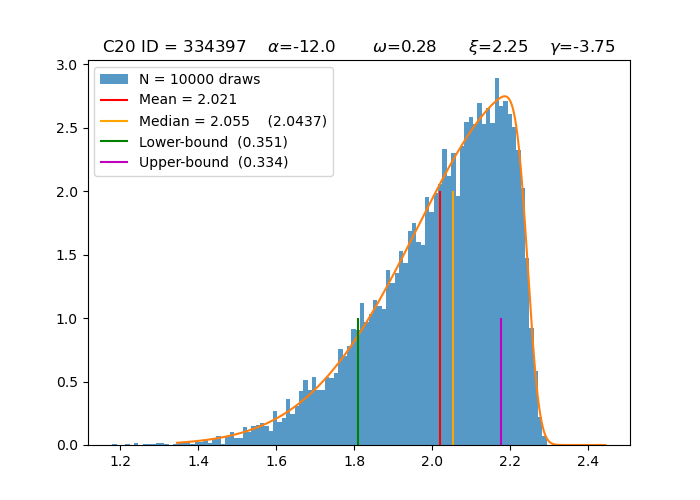 C20 ID = 334397 α=-12.0 ω=0.28 ξ=2.25 γ=-3.75
3.0
2.5
2.0
1.5
1.0
0.5
0.0
N = 10000 draws
Mean = 2.021
Median = 2.055 (2.0437)
Lower-bound (0.351)
Upper-bound (0.334)
1.2 1.4 1.6 1.8 2.0 2.2 2.4